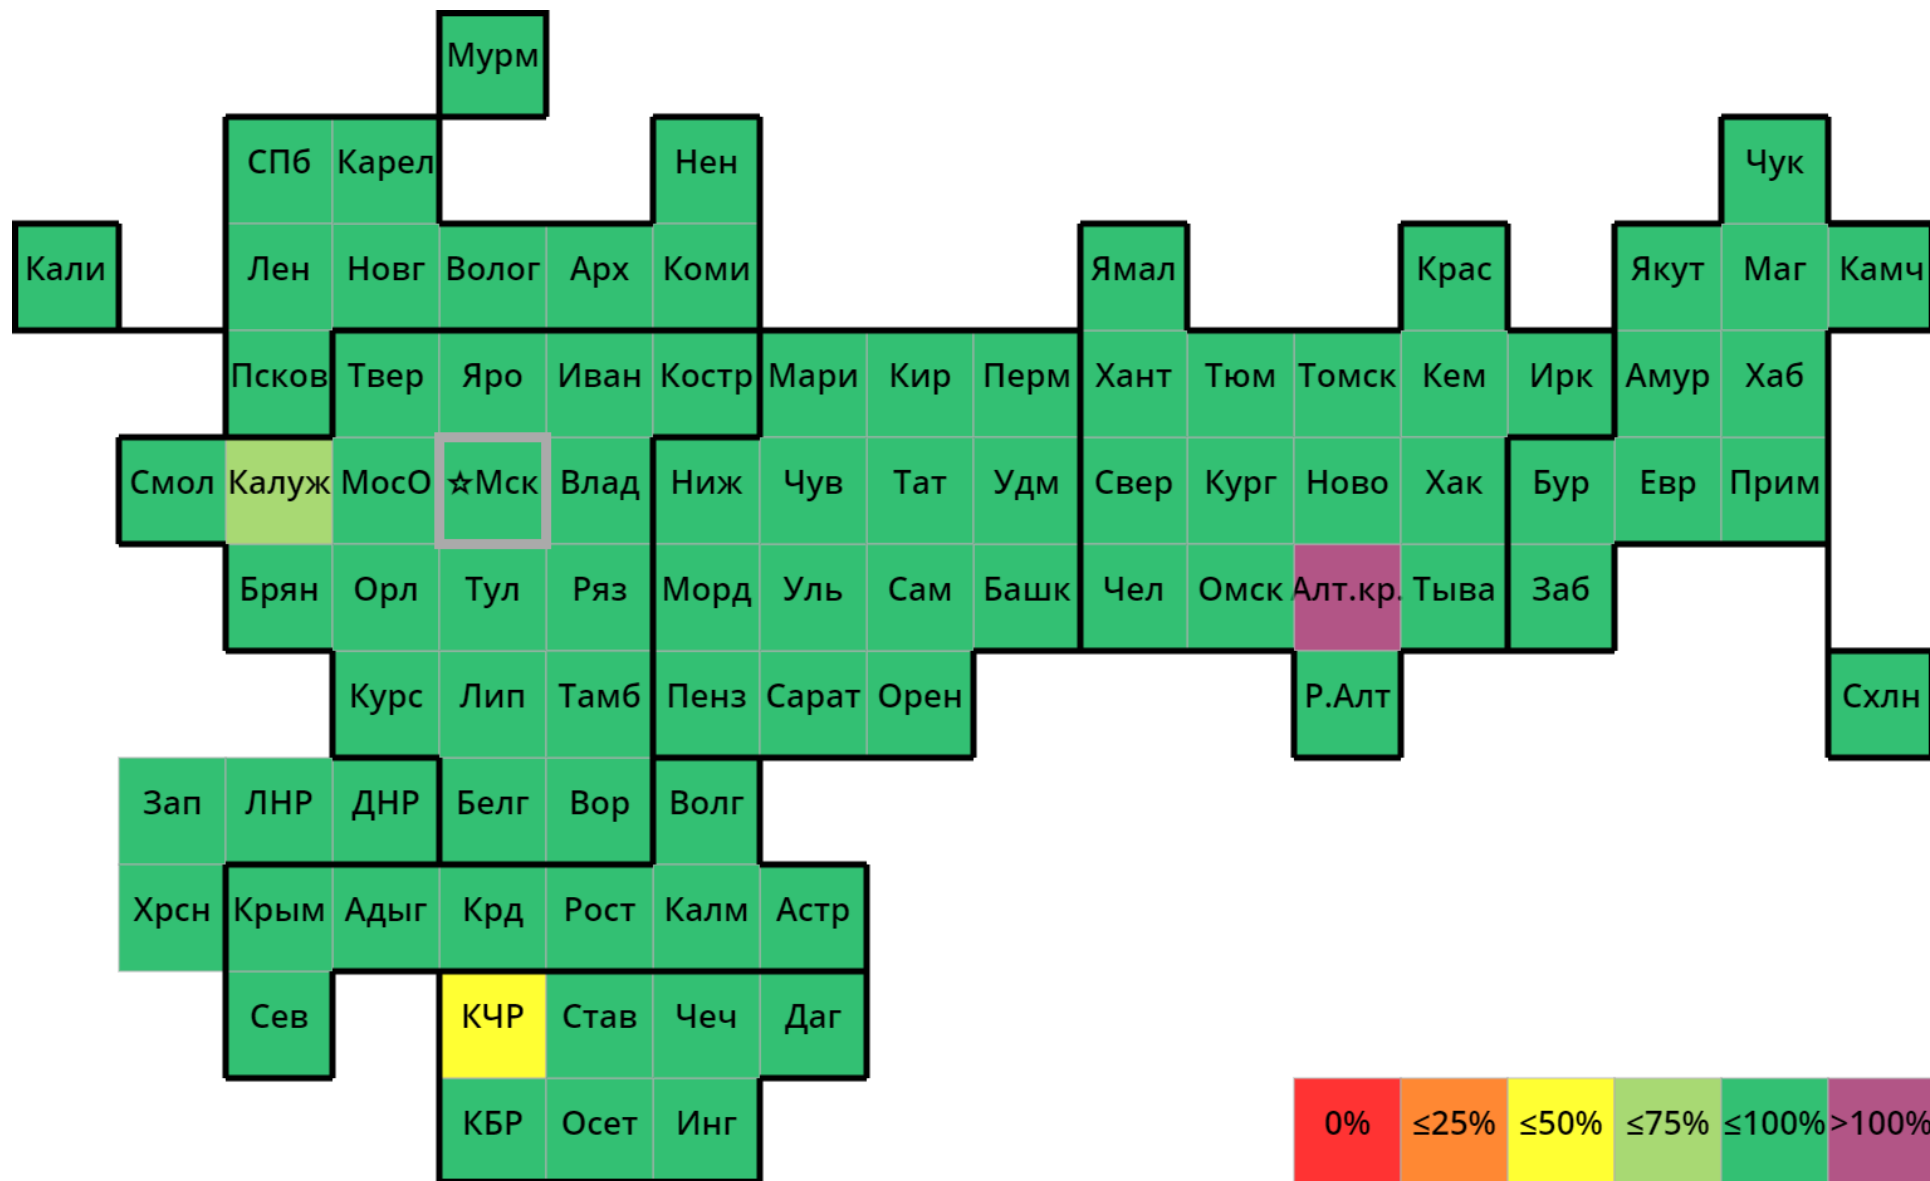 Мурм
СПб Карел Нен Чук
Кали Лен Новг Волог Арх Коми Ямал Крас Якут Маг Камч
Псков Твер Яро Иван Костр Мари Кир Перм Хант Тюм Томск Кем Ирк Амур Хаб
Смол Калуж МосО ☆Мск Влад Ниж Чув Тат Удм Свер Кург Ново Хак Бур Евр Прим
Брян Орл Тул Ряз Морд Уль Сам Башк Чел Омск Алт.кр. Тыва Заб
Курс Лип Тамб Пенз Сарат Орен Р.Алт Схлн
Зап ЛНР ДНР Белг Вор Волг
Хрсн Крым Адыг Крд Рост Калм Астр
Сев КЧР Став Чеч Даг
КБР Осет Инг 0% ≤25% ≤50% ≤75% ≤100% >100%